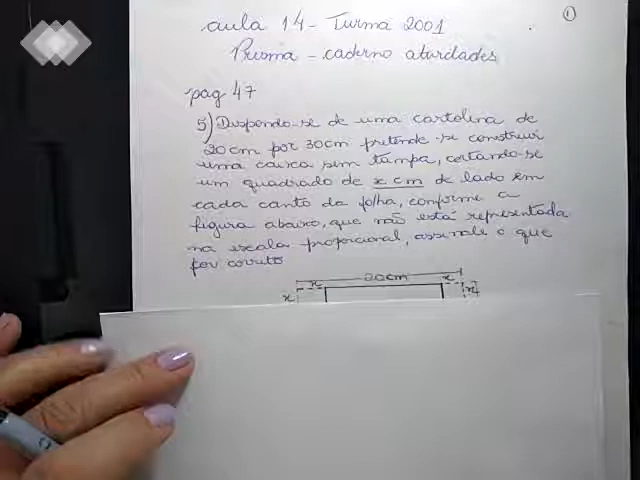 ①
aula 14 - Turma 2001
Prisma - caderno atividades
pag 47
5) Dispondo-se de uma cartolina de
20cm por 30cm pretende-se construir
uma caixa sem tampa, cortando-se
um quadrado de x cm de lado em
cada canto da folha, conforme a
figura abaixo, que não está representada
na escala proporcional, assinale o que
for correto
20cm
x x
x x